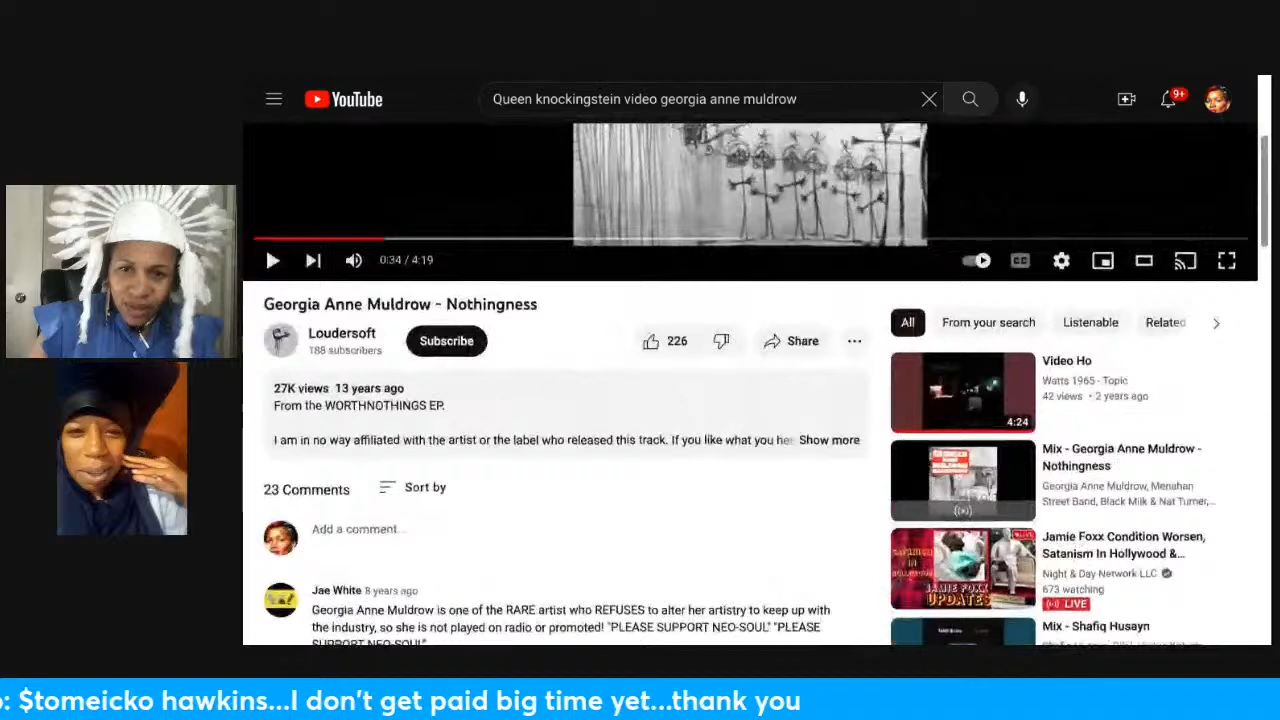 YouTube
Queen knockingstein video georgia anne muldrow
9+
0:34 / 4:19
CC
Georgia Anne Muldrow - Nothingness
Loudersoft
188 subscribers
Subscribe
226
Share
27K views 13 years ago
From the WORTHNOTHINGS EP.
I am in no way affiliated with the artist or the label who released this track. If you like what you he
Show more
23 Comments
Sort by
Add a comment...
Jae White 8 years ago
Georgia Anne Muldrow is one of the RARE artist who REFUSES to alter her artistry to keep up with
the industry, so she is not played on radio or promoted! "PLEASE SUPPORT NEO-SOUL" "PLEASE
SUPPORT NEO-SOUL"
All
From your search
Listenable
Related
Video Ho
Watts 1965 - Topic
42 views • 2 years ago
4:24
Mix - Georgia Anne Muldrow -
Nothingness
Georgia Anne Muldrow, Menahan
Street Band, Black Milk & Nat Turner,...
Jamie Foxx Condition Worsen,
Satanism In Hollywood &...
Night & Day Network LLC
673 watching
LIVE
JAMIE FOXX
UPDATES
Mix - Shafiq Husayn
: $tomeicko hawkins...I don't get paid big time yet...thank you